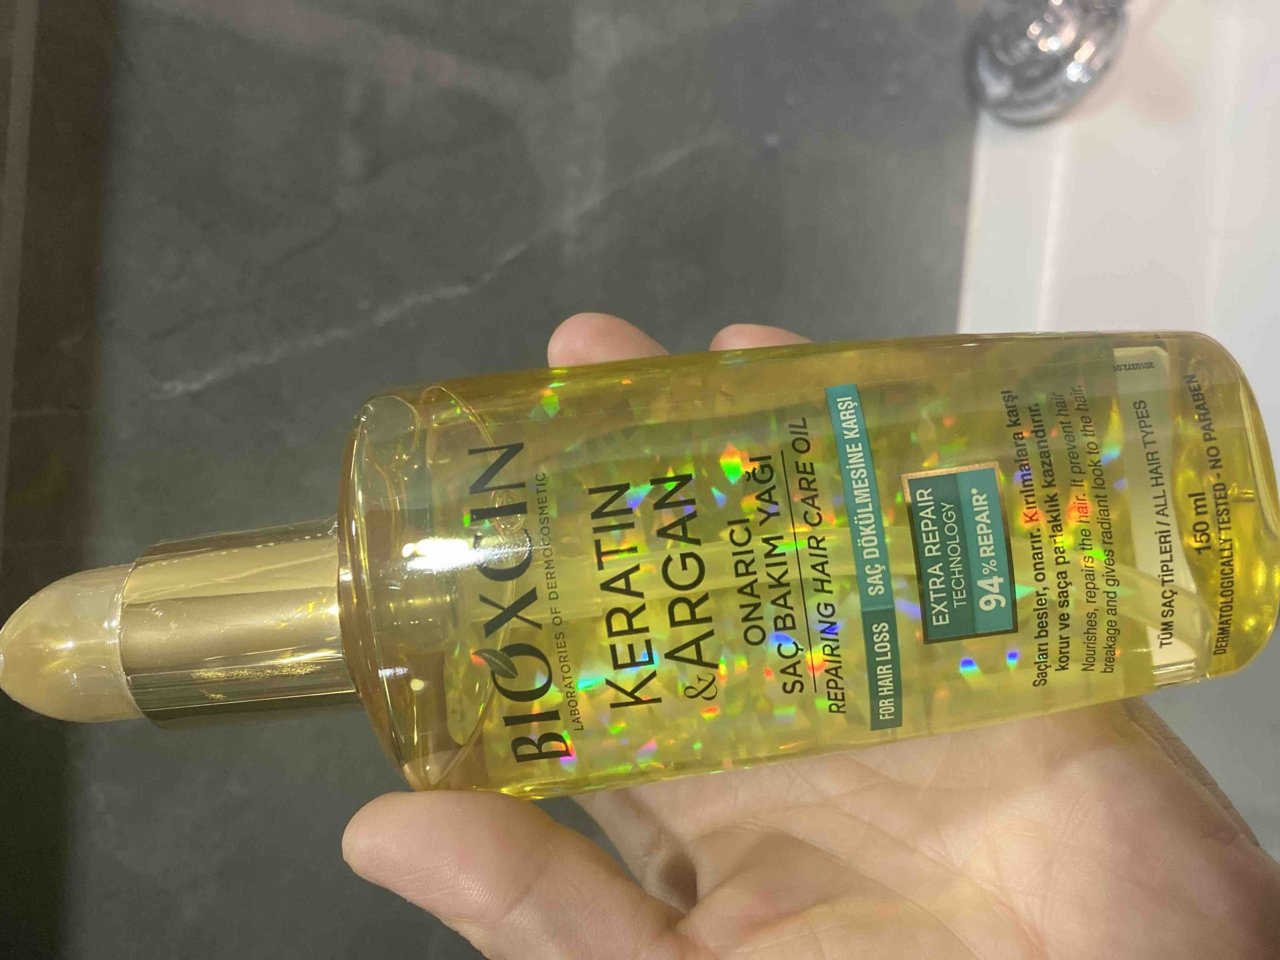 BIOXCİN
LABORATORIES OF DERMOCOSMETIC
KERATIN
& ARGAN
ONARICI
SAÇ BAKIM YAĞI
REPAIRING HAIR CARE OIL
FOR HAIR LOSS SAÇ DÖKÜLMESİNE KARŞI
EXTRA REPAIR
TECHNOLOGY
94% REPAIR*
Saçları besler, onarır. Kırılmalara karşı
korur ve saça parlaklık kazandırır.
Nourishes, repairs the hair. It prevent hair
breakage and gives radiant look to the hair.
TÜM SAÇ TİPLERİ / ALL HAIR TYPES
150 ml
DERMATOLOGICALLY TESTED - NO PARABEN